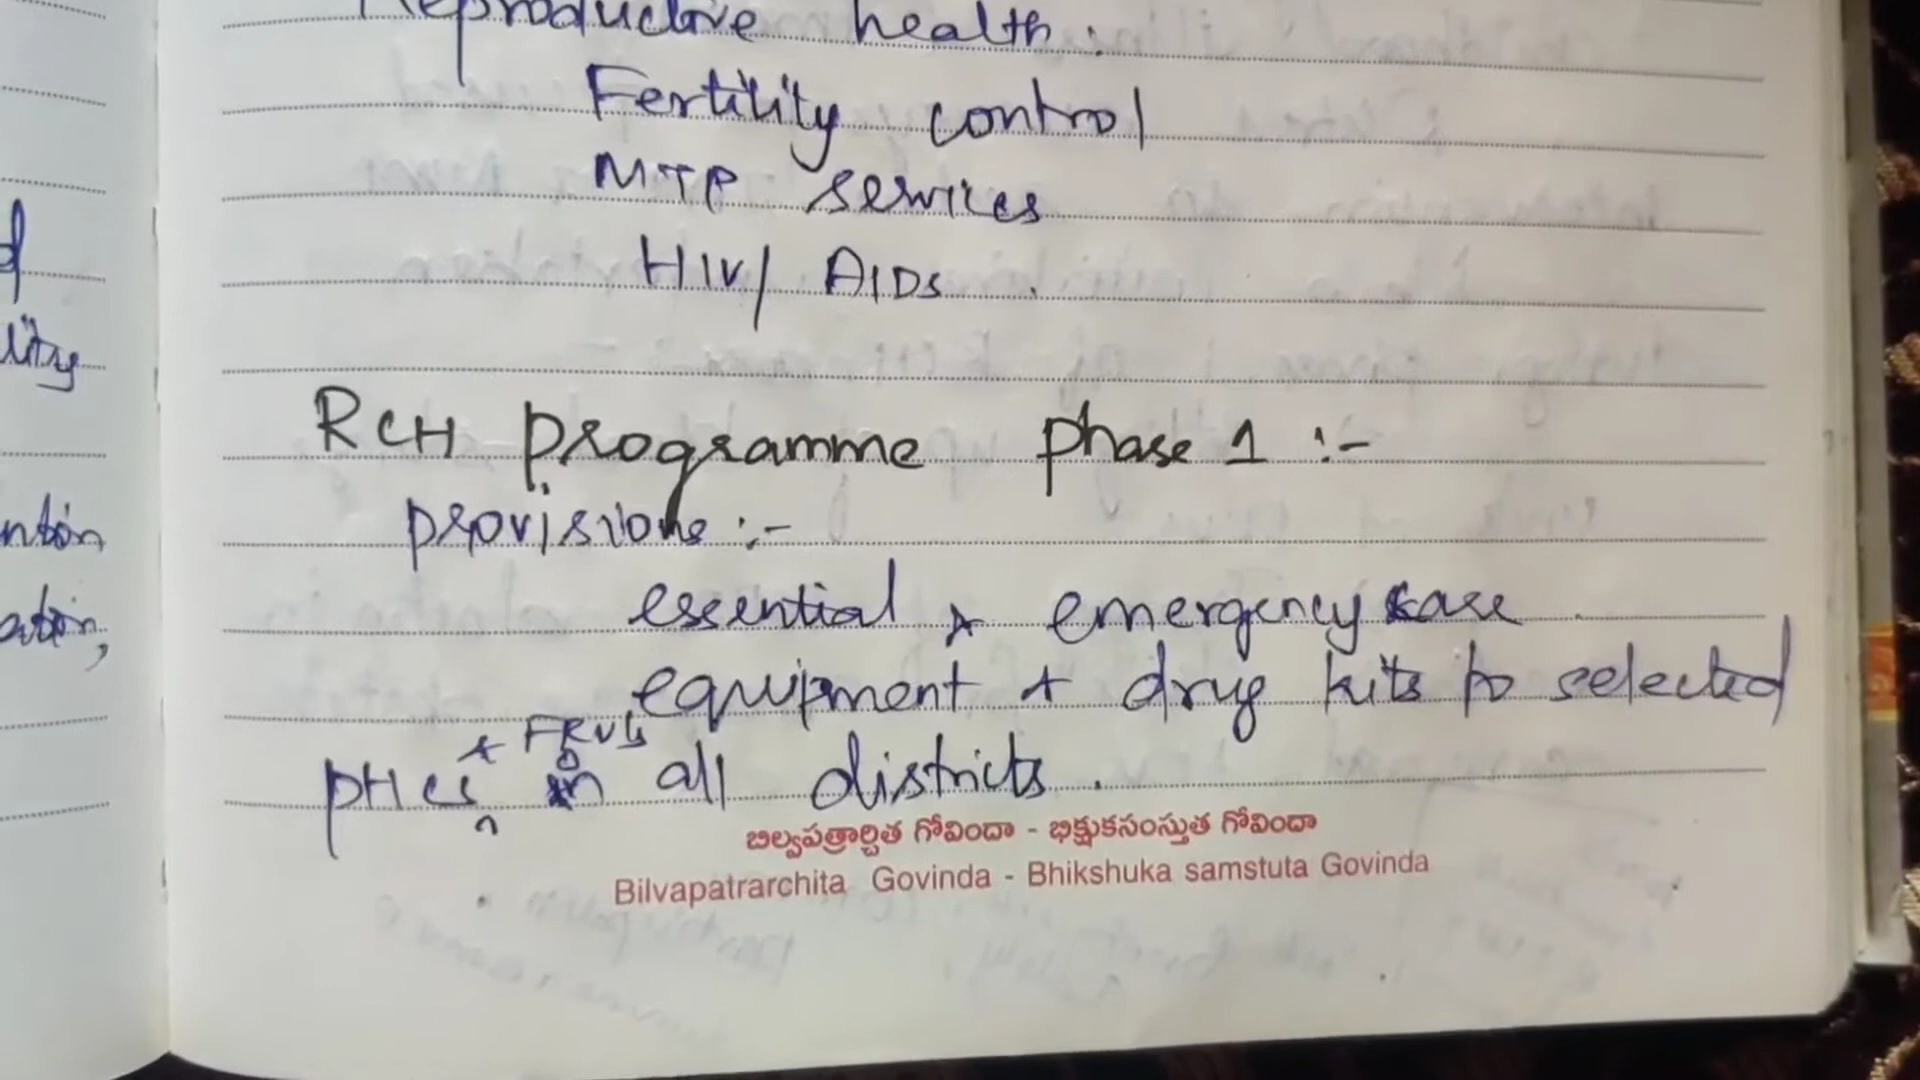 Reproductive health :
Fertility control
MTP services
HIV/ AIDs .
RCH programme phase 1 :-
provisions :-
essential & emergency care
equipment & drug kits to selected
& FRUs
PHCs in all districts .
బిల్వపత్రార్చిత గోవిందా - భిక్షుకసంస్తుత గోవిందా
Bilvapatrarchita Govinda - Bhikshuka samstuta Govinda